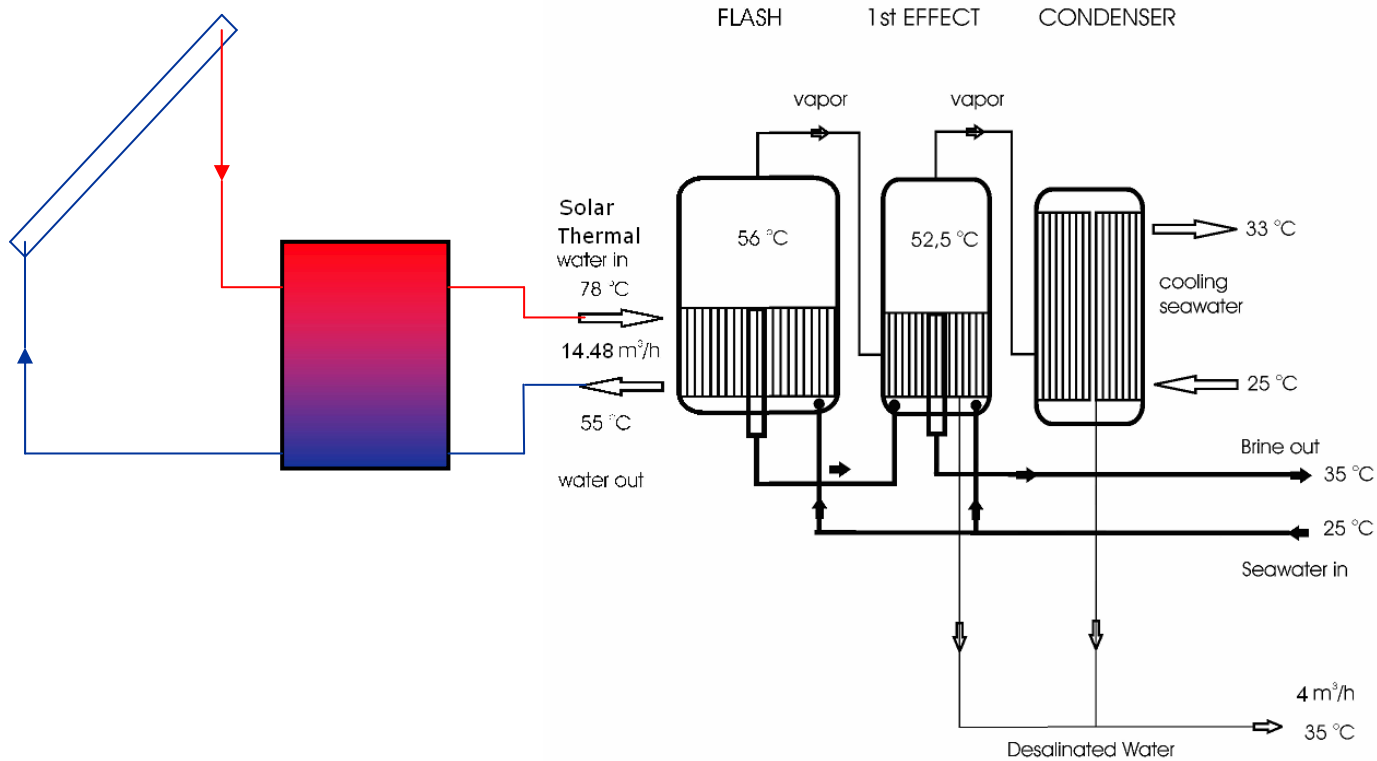 FLASH
1st EFFECT
CONDENSER
vapor
vapor
Solar
Thermal
water in
78 °C
14.48 m³/h
55 °C
water out
56 °C
52,5 °C
33 °C
cooling
seawater
25 °C
Brine out
35 °C
25 °C
Seawater in
4 m³/h
35 °C
Desalinated Water